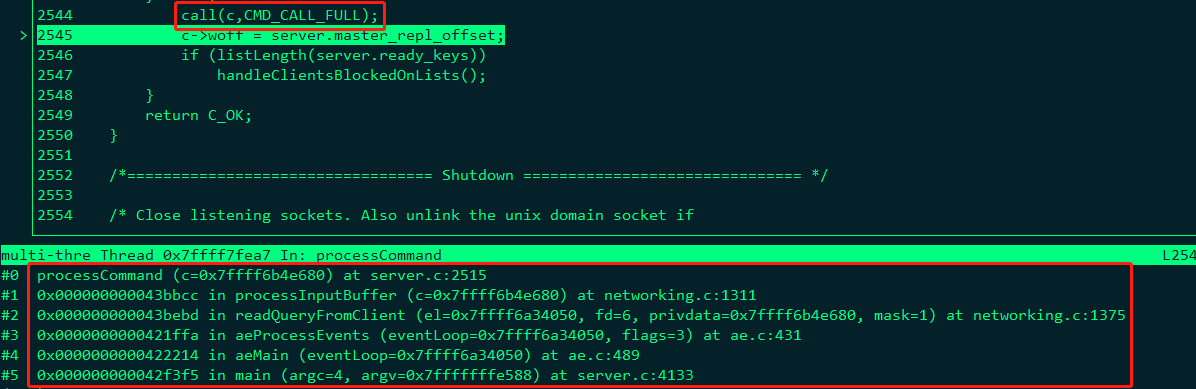 2544 call(c,CMD_CALL_FULL);
> 2545 c->woff = server.master_repl_offset;
2546 if (listLength(server.ready_keys))
2547 handleClientsBlockedOnLists();
2548 }
2549 return C_OK;
2550 }
2551
2552 /*================================== Shutdown =============================== */
2553
2554 /* Close listening sockets. Also unlink the unix domain socket if
multi-thre Thread 0x7ffff7fea7 In: processCommand L254
#0 processCommand (c=0x7ffff6b4e680) at server.c:2515
#1 0x000000000043bbcc in processInputBuffer (c=0x7ffff6b4e680) at networking.c:1311
#2 0x000000000043bebd in readQueryFromClient (el=0x7ffff6a34050, fd=6, privdata=0x7ffff6b4e680, mask=1) at networking.c:1375
#3 0x0000000000421ffa in aeProcessEvents (eventLoop=0x7ffff6a34050, flags=3) at ae.c:431
#4 0x0000000000422214 in aeMain (eventLoop=0x7ffff6a34050) at ae.c:489
#5 0x000000000042f3f5 in main (argc=4, argv=0x7fffffffe588) at server.c:4133